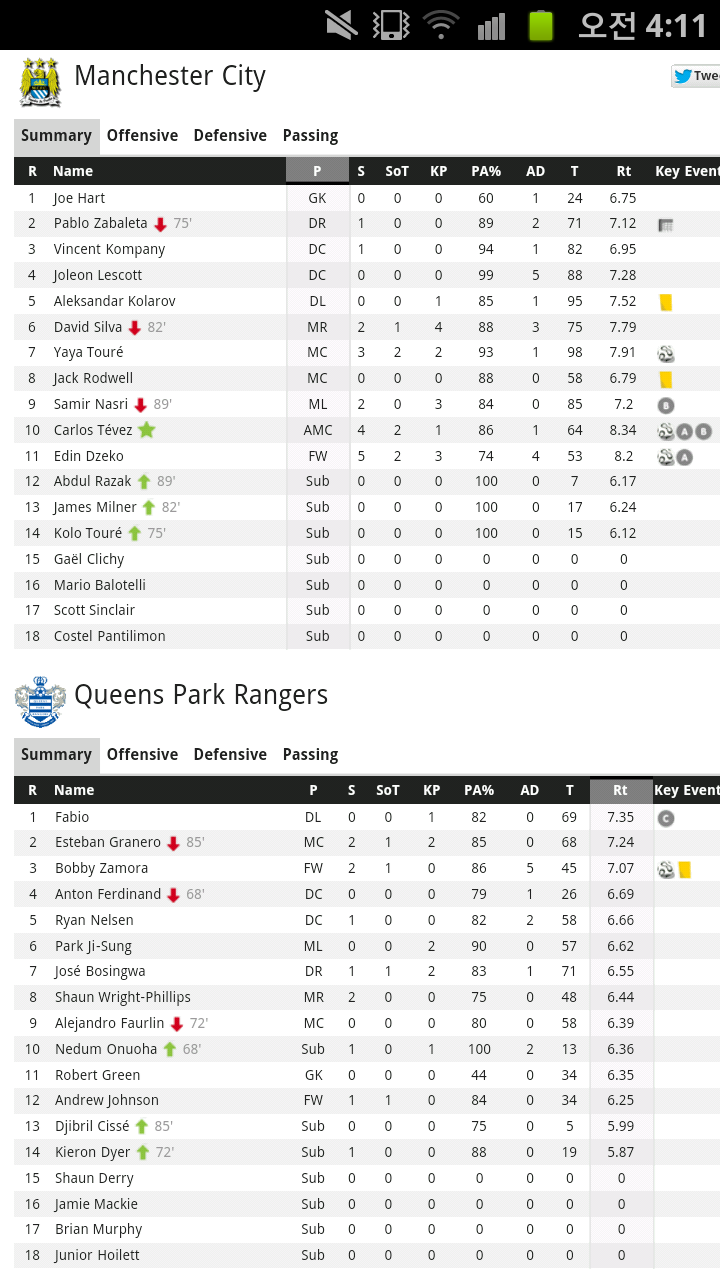 오전 4:11
Manchester City
Twee
Summary Offensive Defensive Passing
R Name P S SoT KP PA% AD T Rt Key Event
1 Joe Hart GK 0 0 0 60 1 24 6.75
2 Pablo Zabaleta 75' DR 1 0 0 89 2 71 7.12
3 Vincent Kompany DC 1 0 0 94 1 82 6.95
4 Joleon Lescott DC 0 0 0 99 5 88 7.28
5 Aleksandar Kolarov DL 0 0 1 85 1 95 7.52
6 David Silva 82' MR 2 1 4 88 3 75 7.79
7 Yaya Touré MC 3 2 2 93 1 98 7.91
8 Jack Rodwell MC 0 0 0 88 0 58 6.79
9 Samir Nasri 89' ML 2 0 3 84 0 85 7.2 B
10 Carlos Tévez AMC 4 2 1 86 1 64 8.34 A B
11 Edin Dzeko FW 5 2 3 74 4 53 8.2 A
12 Abdul Razak 89' Sub 0 0 0 100 0 7 6.17
13 James Milner 82' Sub 0 0 0 100 0 17 6.24
14 Kolo Touré 75' Sub 0 0 0 100 0 15 6.12
15 Gaël Clichy Sub 0 0 0 0 0 0 0
16 Mario Balotelli Sub 0 0 0 0 0 0 0
17 Scott Sinclair Sub 0 0 0 0 0 0 0
18 Costel Pantilimon Sub 0 0 0 0 0 0 0
Queens Park Rangers
Summary Offensive Defensive Passing
R Name P S SoT KP PA% AD T Rt Key Event
1 Fabio DL 0 0 1 82 0 69 7.35 C
2 Esteban Granero 85' MC 2 1 2 85 0 68 7.24
3 Bobby Zamora FW 2 1 0 86 5 45 7.07
4 Anton Ferdinand 68' DC 0 0 0 79 1 26 6.69
5 Ryan Nelsen DC 1 0 0 82 2 58 6.66
6 Park Ji-Sung ML 0 0 2 90 0 57 6.62
7 José Bosingwa DR 1 1 2 83 1 71 6.55
8 Shaun Wright-Phillips MR 2 0 0 75 0 48 6.44
9 Alejandro Faurlin 72' MC 0 0 0 80 0 58 6.39
10 Nedum Onuoha 68' Sub 1 0 1 100 2 13 6.36
11 Robert Green GK 0 0 0 44 0 34 6.35
12 Andrew Johnson FW 1 1 0 84 0 34 6.25
13 Djibril Cissé 85' Sub 0 0 0 75 0 5 5.99
14 Kieron Dyer 72' Sub 1 0 0 88 0 19 5.87
15 Shaun Derry Sub 0 0 0 0 0 0 0
16 Jamie Mackie Sub 0 0 0 0 0 0 0
17 Brian Murphy Sub 0 0 0 0 0 0 0
18 Junior Hoilett Sub 0 0 0 0 0 0 0